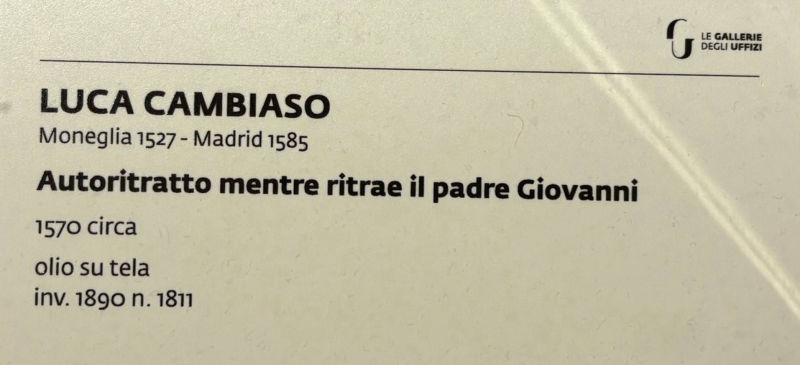 LE GALLERIE
DEGLI UFFIZI
LUCA CAMBIASO
Moneglia 1527 - Madrid 1585
Autoritratto mentre ritrae il padre Giovanni
1570 circa
olio su tela
inv. 1890 n. 1811